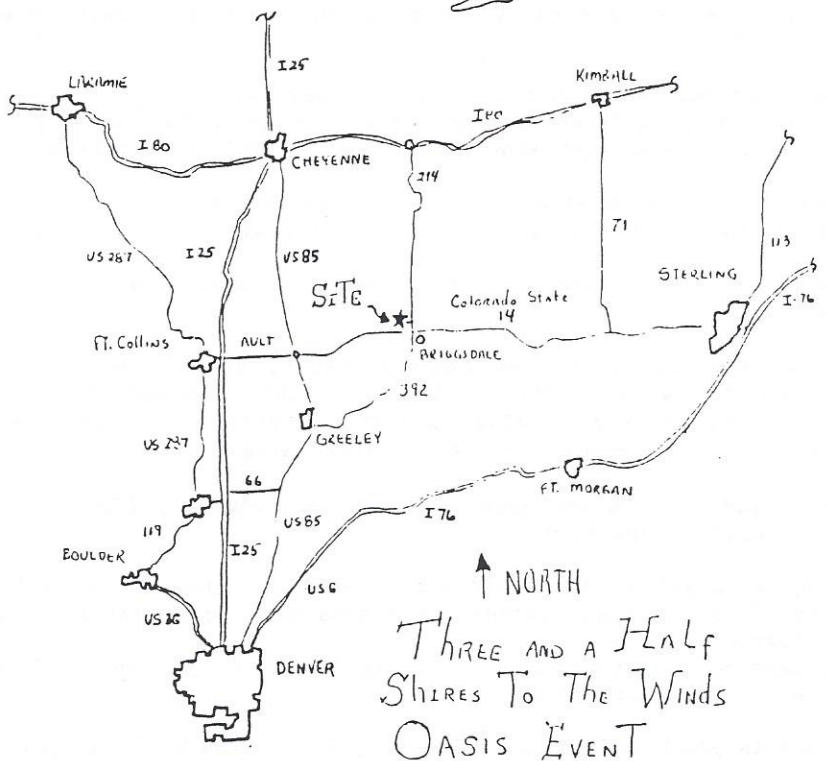 I25
LARAMIE
KIMBALL
I80
I80
CHEYENNE
214
US 287
I25
US85
71
113
STERLING
I-76
SiTE
Colorado State
14
FT. Collins
AULT
BRIGGSDALE
392
GREELEY
US 287
66
FT. MORGAN
I76
119
US85
BOULDER
I25
US6
US36
NORTH
DENVER
THREE AND A HALf
SHIRES To THE WINDS
OASIS EVENT